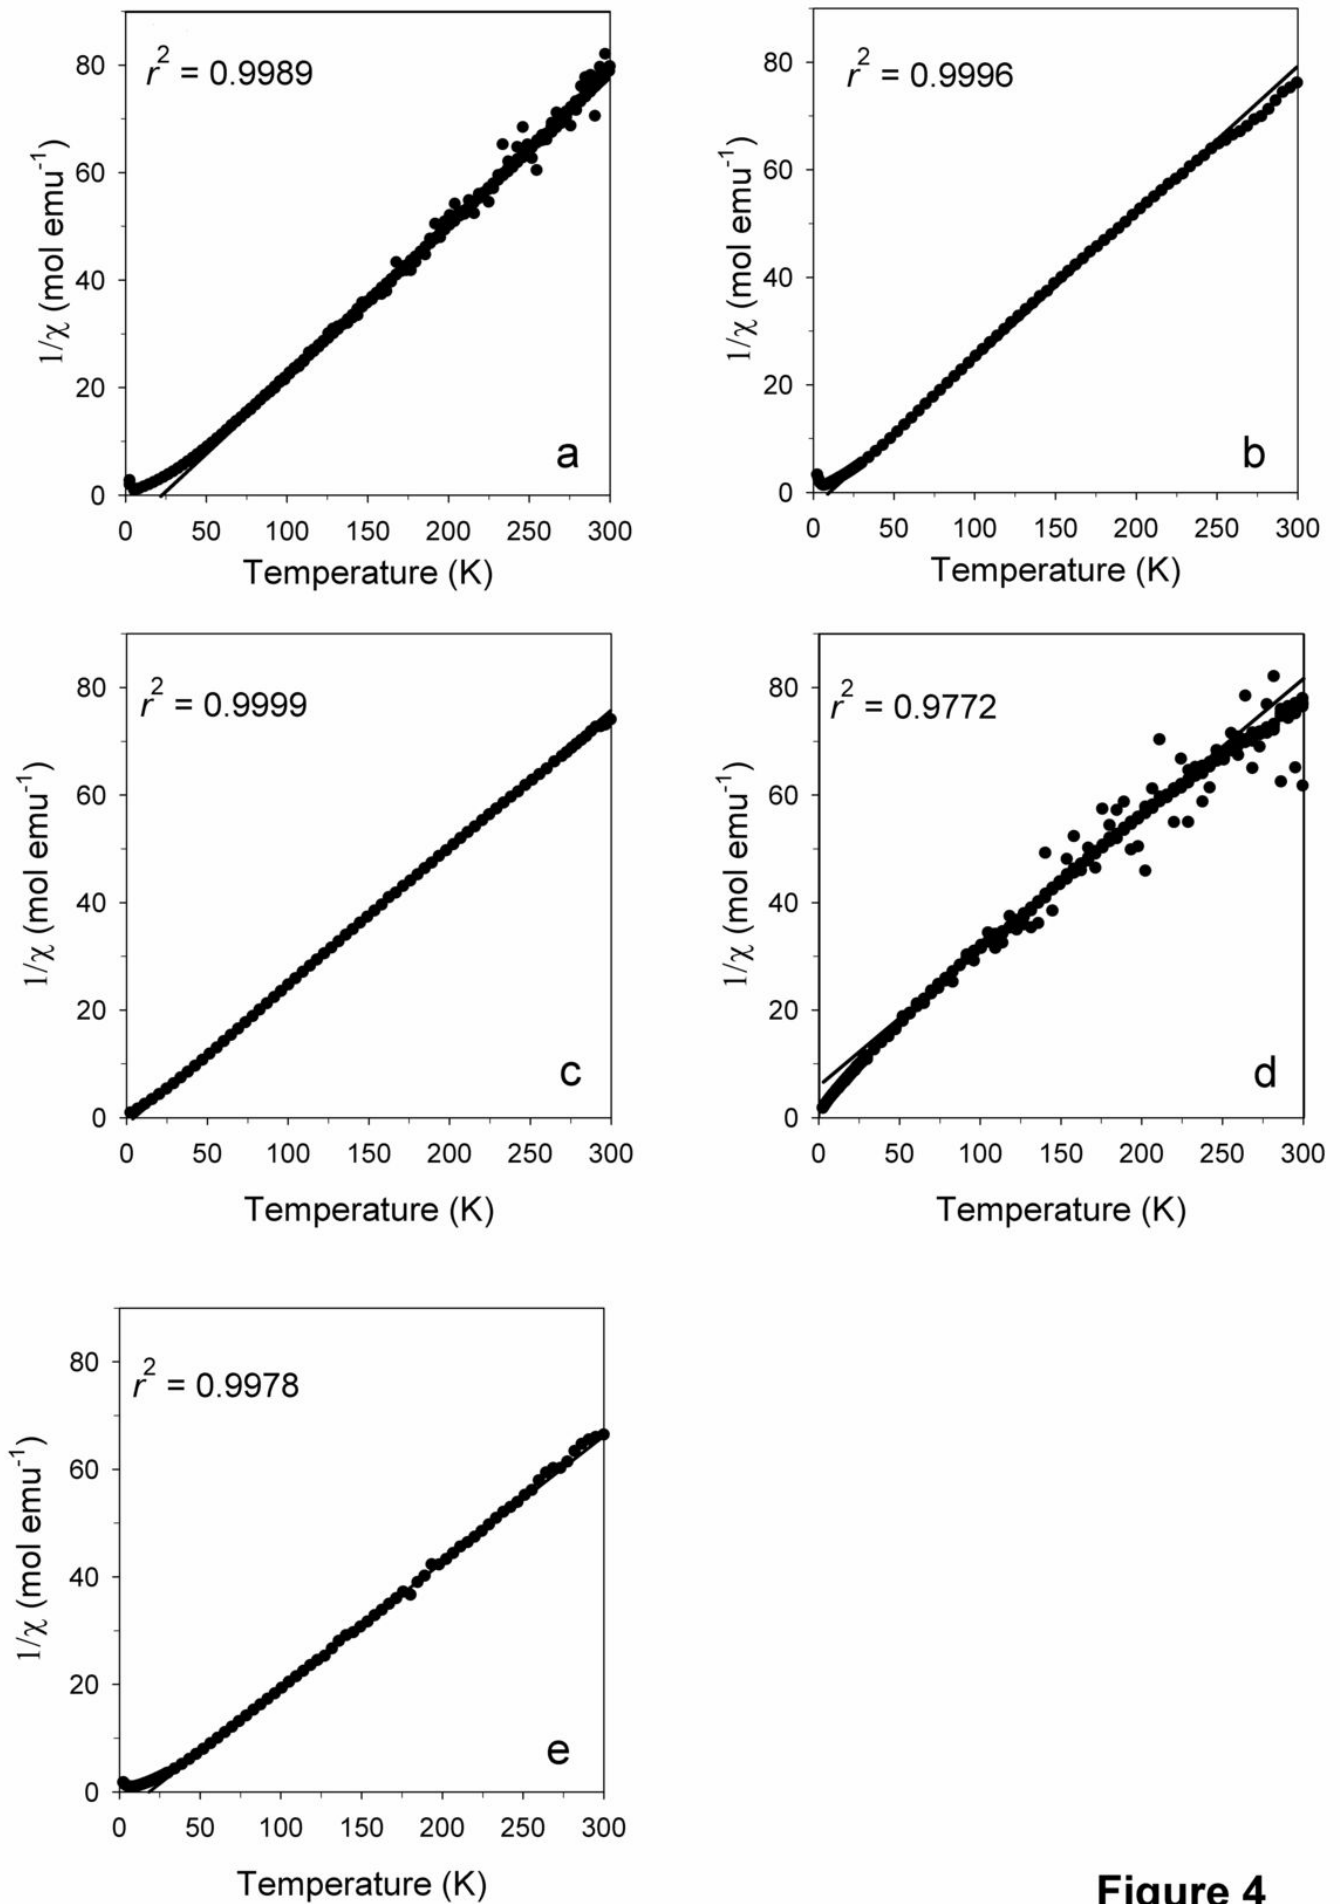 r² = 0.9989
80
60
40
20
0
1/χ (mol emu⁻¹)
a
0 50 100 150 200 250 300
Temperature (K)
r² = 0.9996
80
60
40
20
0
1/χ (mol emu⁻¹)
b
0 50 100 150 200 250 300
Temperature (K)
r² = 0.9999
80
60
40
20
0
1/χ (mol emu⁻¹)
c
0 50 100 150 200 250 300
Temperature (K)
r² = 0.9772
80
60
40
20
0
1/χ (mol emu⁻¹)
d
0 50 100 150 200 250 300
Temperature (K)
r² = 0.9978
80
60
40
20
0
1/χ (mol emu⁻¹)
e
0 50 100 150 200 250 300
Temperature (K)
Figure 4